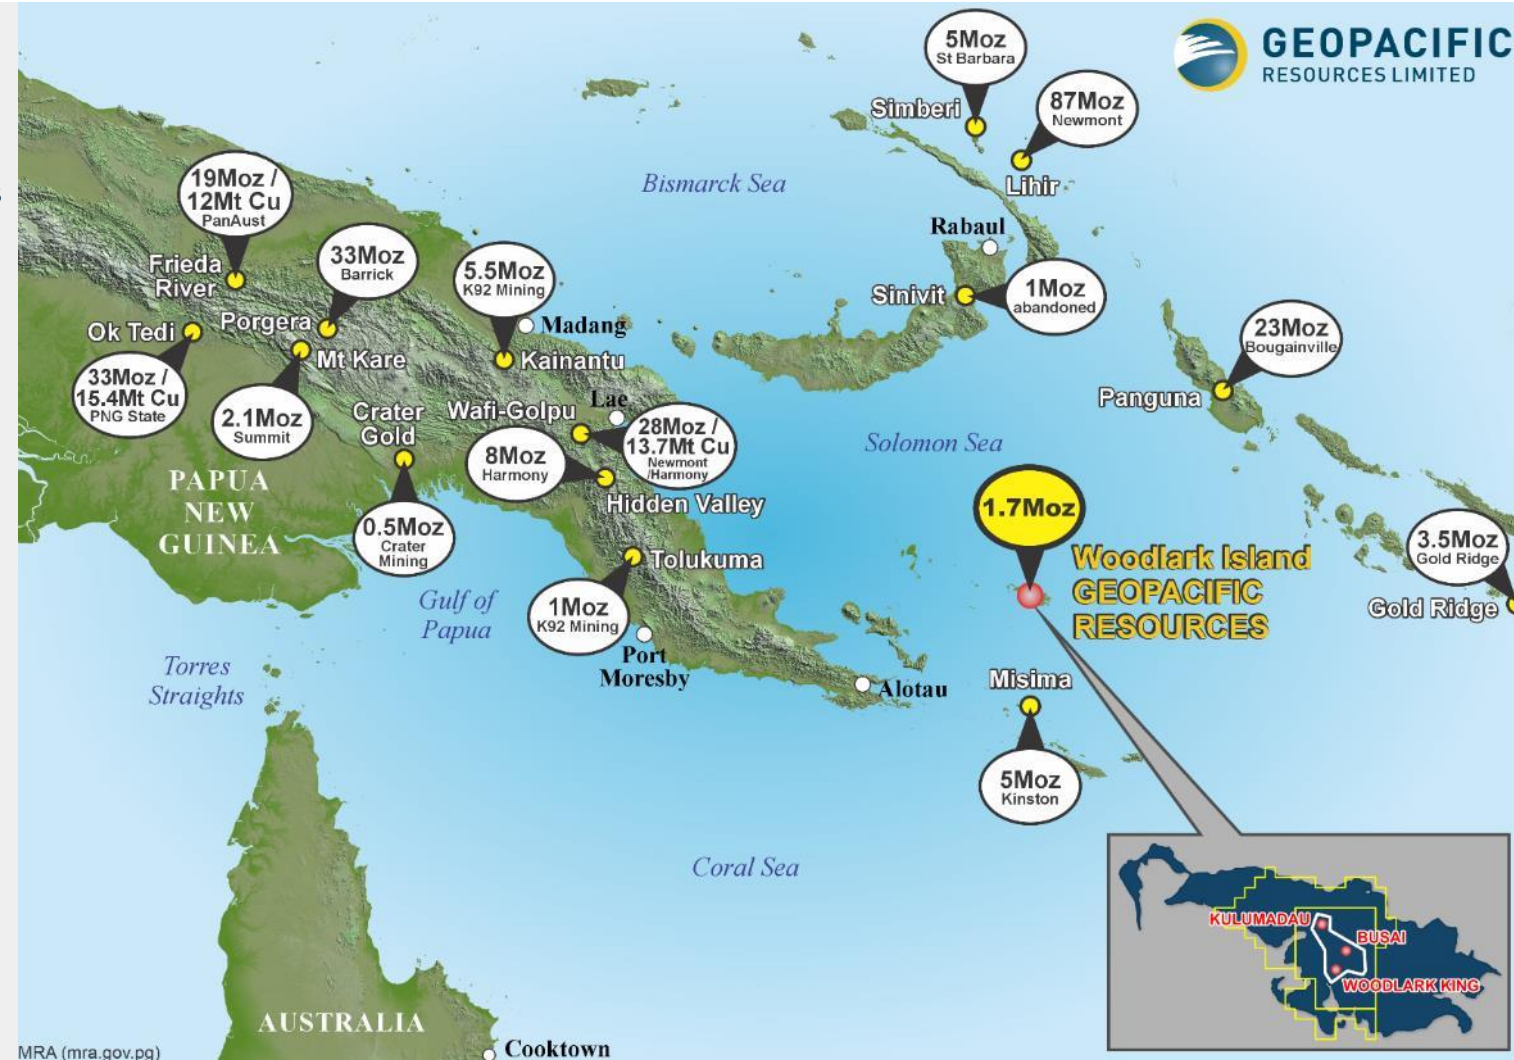 GEOPACIFIC
RESOURCES LIMITED
5Moz
St Barbara
Simberi
87Moz
Newmont
Lihir
Bismarck Sea
19Moz /
12Mt Cu
PanAust
Frieda
River
33Moz
Barrick
Porgera
5.5Moz
K92 Mining
Madang
Kainantu
Rabaul
Sinivit
1Moz
abandoned
Ok Tedi
33Moz /
15.4Mt Cu
PNG State
Mt Kare
2.1Moz
Summit
Crater
Gold
0.5Moz
Crater
Mining
Wafi-Golpu
Lae
28Moz /
13.7Mt Cu
Newmont
/Harmony
8Moz
Harmony
Hidden Valley
23Moz
Bougainville
Panguna
Solomon Sea
PAPUA
NEW
GUINEA
1.7Moz
Woodlark Island
GEOPACIFIC
RESOURCES
3.5Moz
Gold Ridge
Gold Ridge
Tolukuma
1Moz
K92 Mining
Gulf of
Papua
Port
Moresby
Torres
Straights
Alotau
Misima
5Moz
Kinston
Coral Sea
KULUMADAU
BUSAI
WOODLARK KING
AUSTRALIA
Cooktown
MRA (mra.gov.pg)